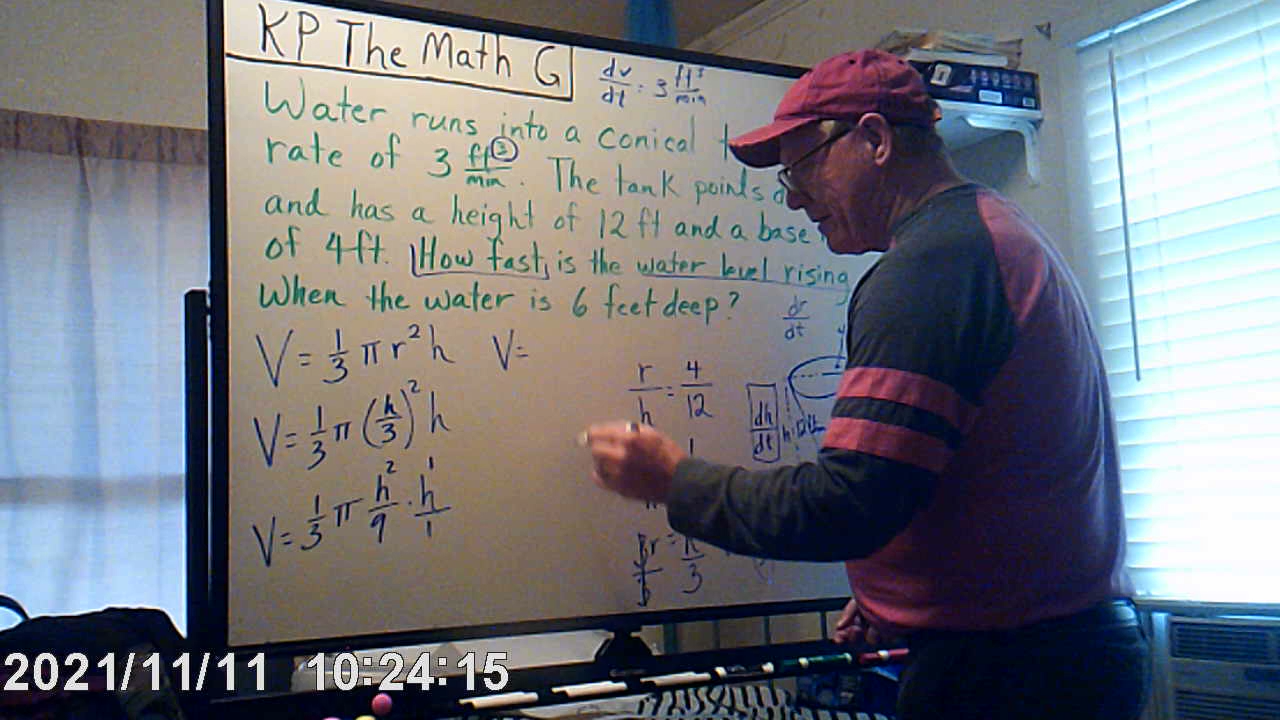 KP The Math G
dv/dt = 3 ft³/min
Water runs into a conical
rate of 3 ft³/min. The tank points
and has a height of 12 ft and a base
of 4ft. How fast, is the water level rising
When the water is 6 feet deep?
dr/dt
V = 1/3 π r² h V =
r/h = 4/12
dh/dt
V = 1/3 π (h/3)² h
V = 1/3 π h²/9 · h¹/1
2021/11/11 10:24:15